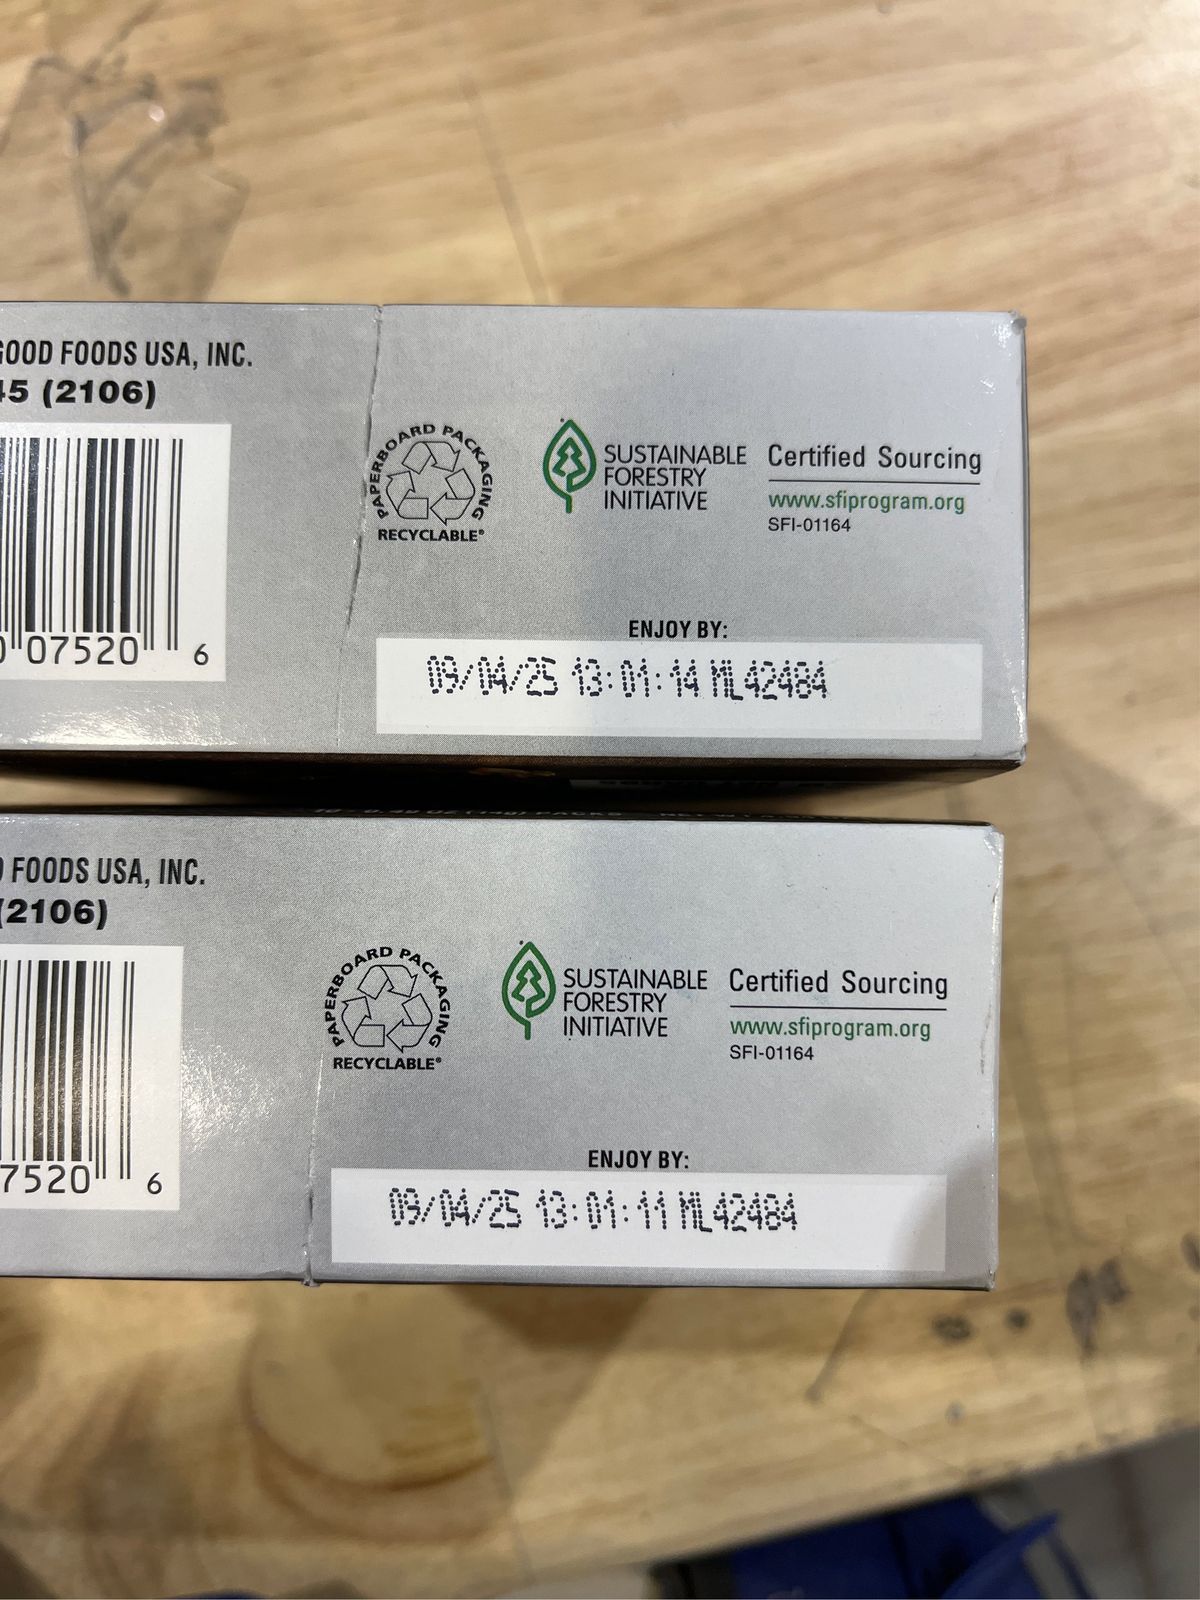 GOOD FOODS USA, INC.
45 (2106)
07520 6
PAPERBOARD PACKAGING
RECYCLABLE®
SUSTAINABLE
FORESTRY
INITIATIVE
Certified Sourcing
www.sfiprogram.org
SFI-01164
ENJOY BY:
09/04/25 13:01:14 ML42484
FOODS USA, INC.
(2106)
7520 6
PAPERBOARD PACKAGING
RECYCLABLE®
SUSTAINABLE
FORESTRY
INITIATIVE
Certified Sourcing
www.sfiprogram.org
SFI-01164
ENJOY BY:
09/04/25 13:01:11 ML42484